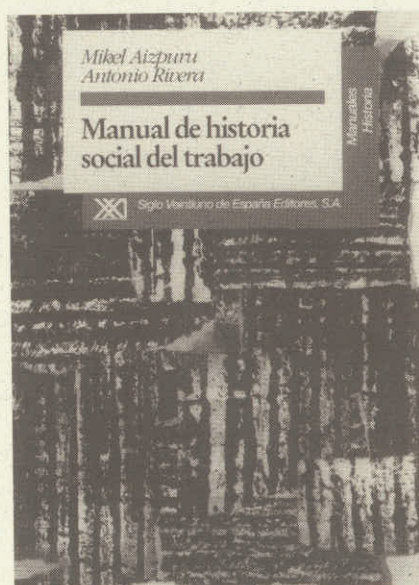 Mikel Aizpuru
Antonio Rivera
Manual de historia
social del trabajo
Manuales
Historia
Siglo Veintiuno de España Editores, S.A.